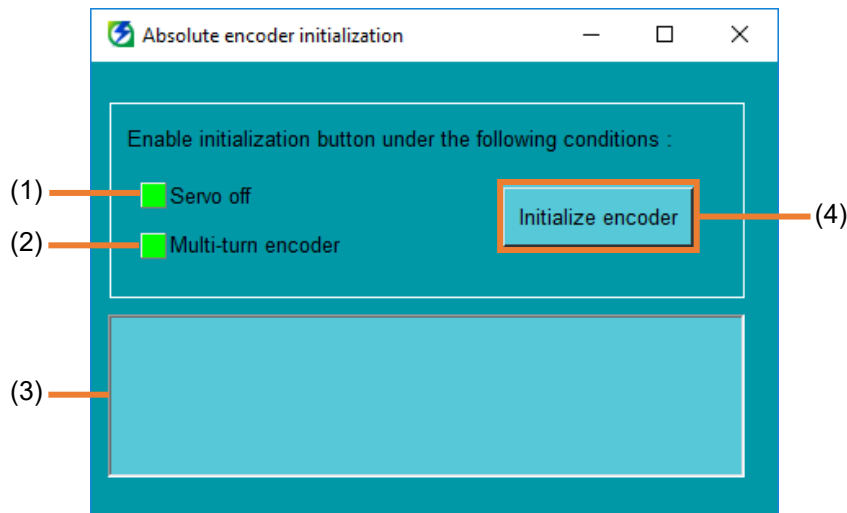 Absolute encoder initialization
Enable initialization button under the following conditions :
(1)
Servo off
Initialize encoder
(4)
(2)
Multi-turn encoder
(3)